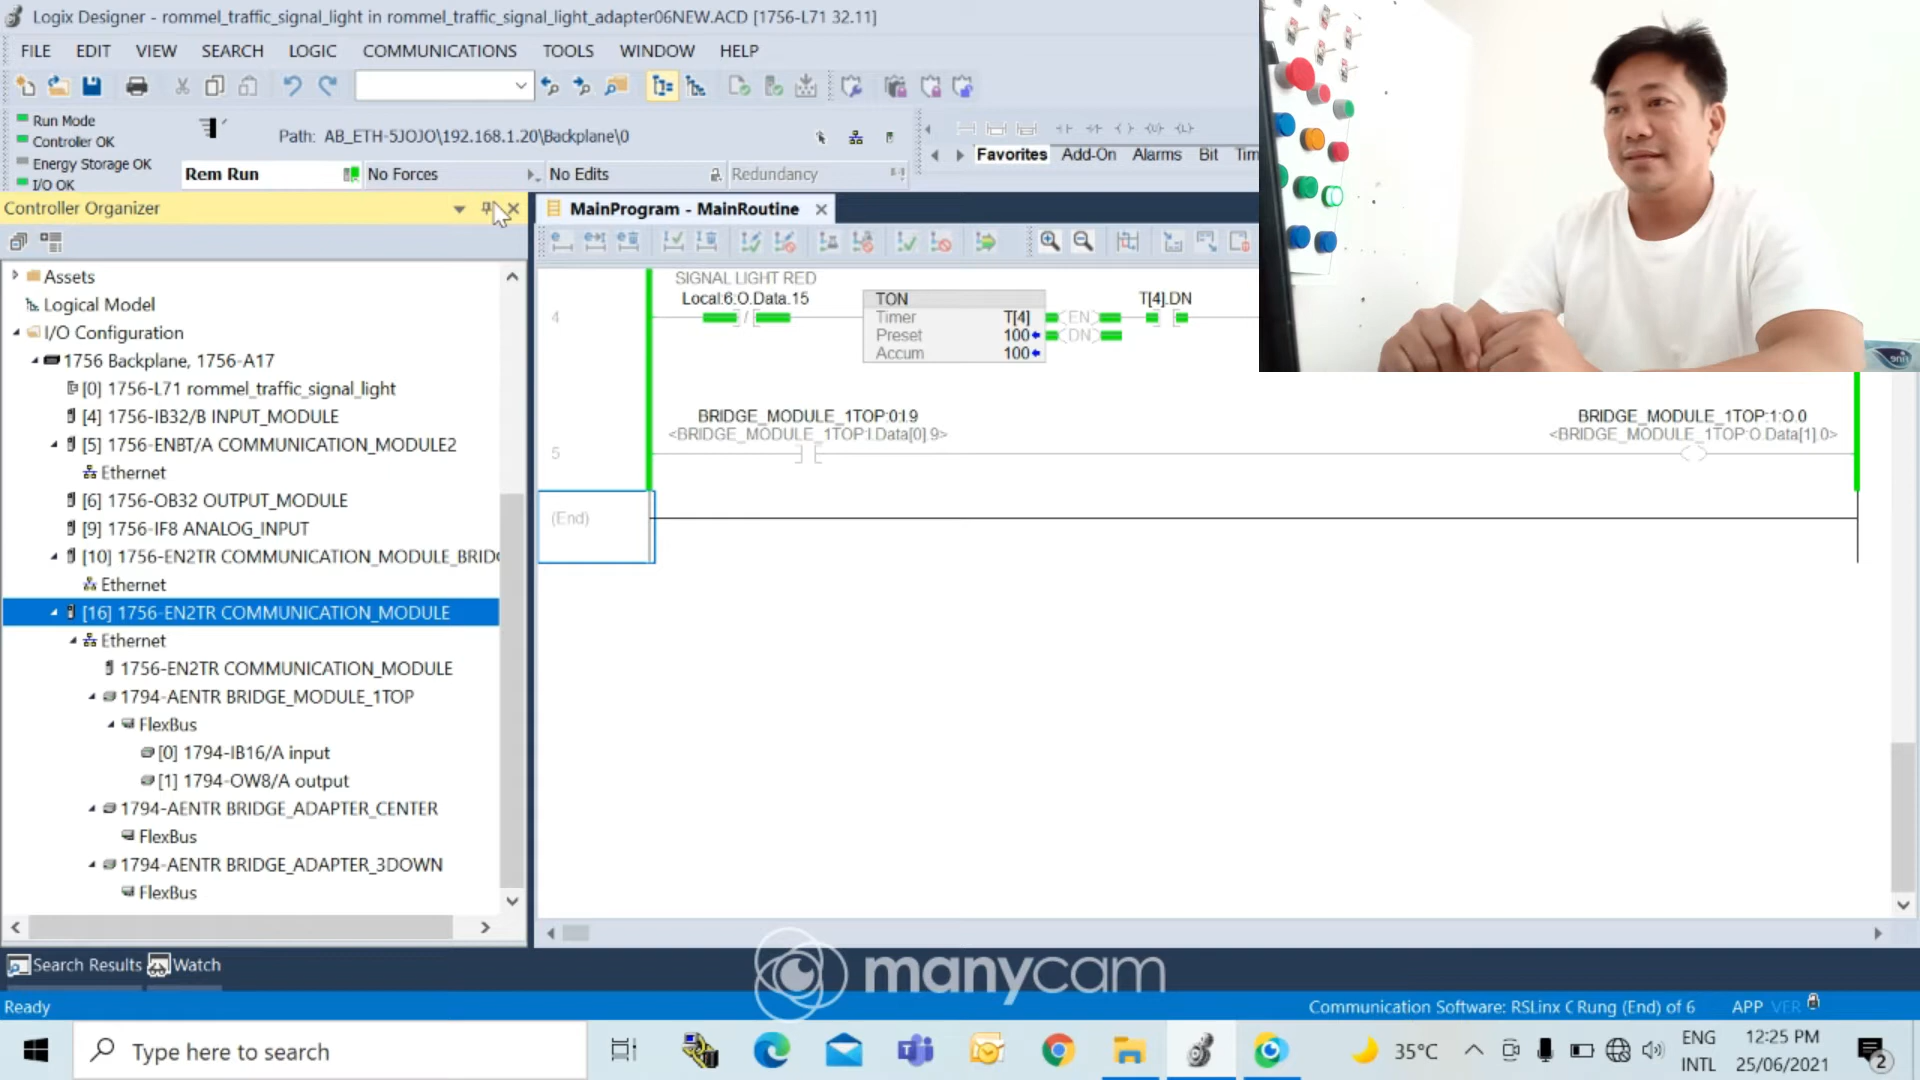 Logix Designer - rommel_traffic_signal_light in rommel_traffic_signal_light_adapter06NEW.ACD [1756-L71 32.11]
FILE EDIT VIEW SEARCH LOGIC COMMUNICATIONS TOOLS WINDOW HELP
Run Mode
Controller OK
Energy Storage OK
I/O OK
Path: AB_ETH-5JOJO\192.168.1.20\Backplane\0
Rem Run No Forces No Edits Redundancy
Favorites Add-On Alarms Bit Tim
Controller Organizer
MainProgram - MainRoutine
Assets
Logical Model
I/O Configuration
1756 Backplane, 1756-A17
[0] 1756-L71 rommel_traffic_signal_light
[4] 1756-IB32/B INPUT_MODULE
[5] 1756-ENBT/A COMMUNICATION_MODULE2
Ethernet
[6] 1756-OB32 OUTPUT_MODULE
[9] 1756-IF8 ANALOG_INPUT
[10] 1756-EN2TR COMMUNICATION_MODULE_BRID
Ethernet
[16] 1756-EN2TR COMMUNICATION_MODULE
Ethernet
1756-EN2TR COMMUNICATION_MODULE
1794-AENTR BRIDGE_MODULE_1TOP
FlexBus
[0] 1794-IB16/A input
[1] 1794-OW8/A output
1794-AENTR BRIDGE_ADAPTER_CENTER
FlexBus
1794-AENTR BRIDGE_ADAPTER_3DOWN
FlexBus
SIGNAL LIGHT RED
Local:6:O.Data.15
4
TON
Timer T[4]
Preset 100
Accum 100
EN
DN
T[4].DN
BRIDGE_MODULE_1TOP:0:I.9
<BRIDGE_MODULE_1TOP:I.Data[0].9>
5
BRIDGE_MODULE_1TOP:1:O.0
<BRIDGE_MODULE_1TOP:O.Data[1].0>
(End)
Search Results Watch
manycam
Ready
Communication Software: RSLinx C Rung (End) of 6 APP VER
Type here to search
35°C
ENG
INTL
12:25 PM
25/06/2021
2